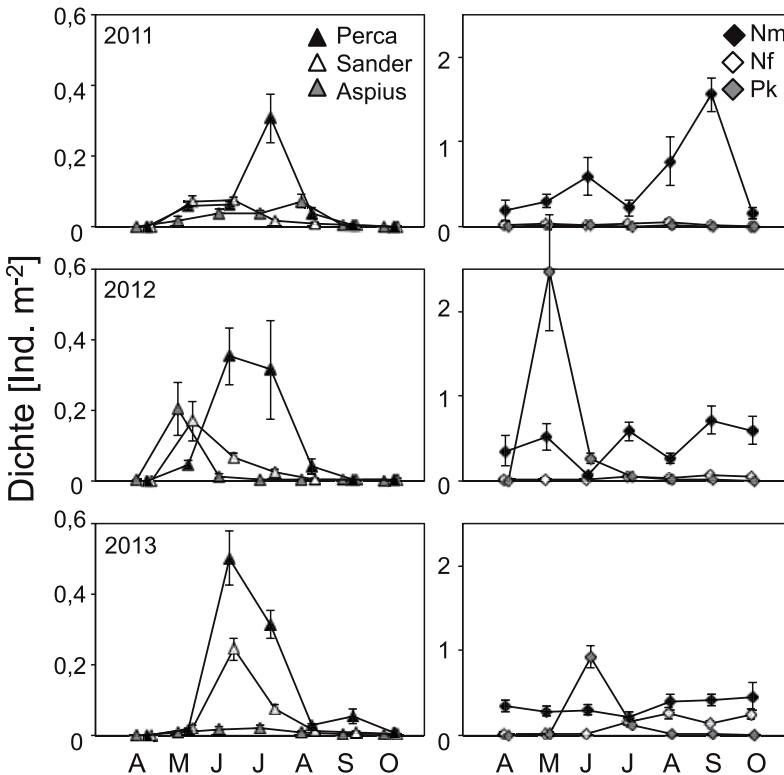 Dichte [Ind. m-2]
2011
0,6
0,4
0,2
0
Perca
Sander
Aspius
2
1
0
Nm
Nf
Pk
2012
0,6
0,4
0,2
0
2
1
0
2013
0,6
0,4
0,2
0
2
1
0
A M J J A S O
A M J J A S O